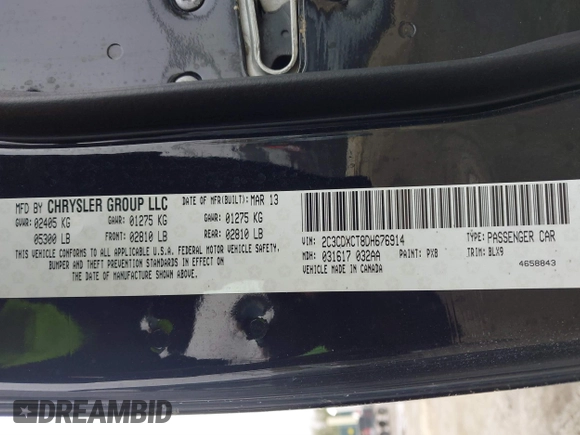 MFD BY CHRYSLER GROUP LLC DATE OF MFR(BUILT): MAR 13
GVWR: 02405 KG GAWR: 01275 KG GAWR: 01275 KG
05300 LB FRONT: 02810 LB REAR: 02810 LB
THIS VEHICLE CONFORMS TO ALL APPLICABLE U.S.A. FEDERAL MOTOR VEHICLE SAFETY,
BUMPER AND THEFT PREVENTION STANDARDS IN EFFECT ON
THE DATE OF MANUFACTURE SHOWN ABOVE.
VIN: 2C3CDXCT8DH676914 TYPE: PASSENGER CAR
MDH: 031617 032AA PAINT: PXB TRIM: BLX9
VEHICLE MADE IN CANADA 4658843
DREAMBID